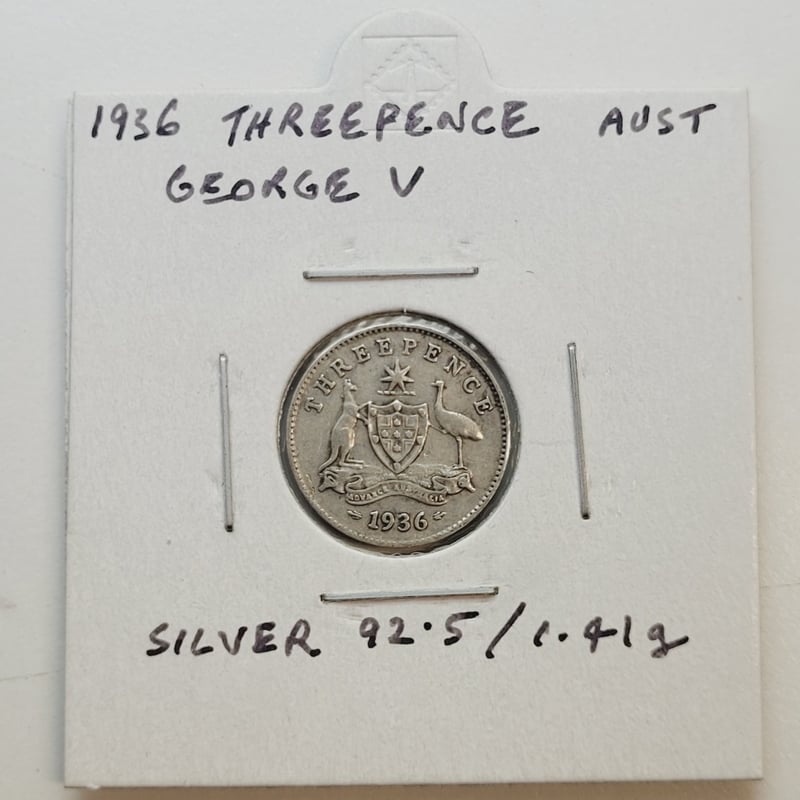 1936 THREEPENCE AUST
GEORGE V
THREEPENCE
ADVANCE AUSTRALIA
1936
SILVER 92.5/1.41g